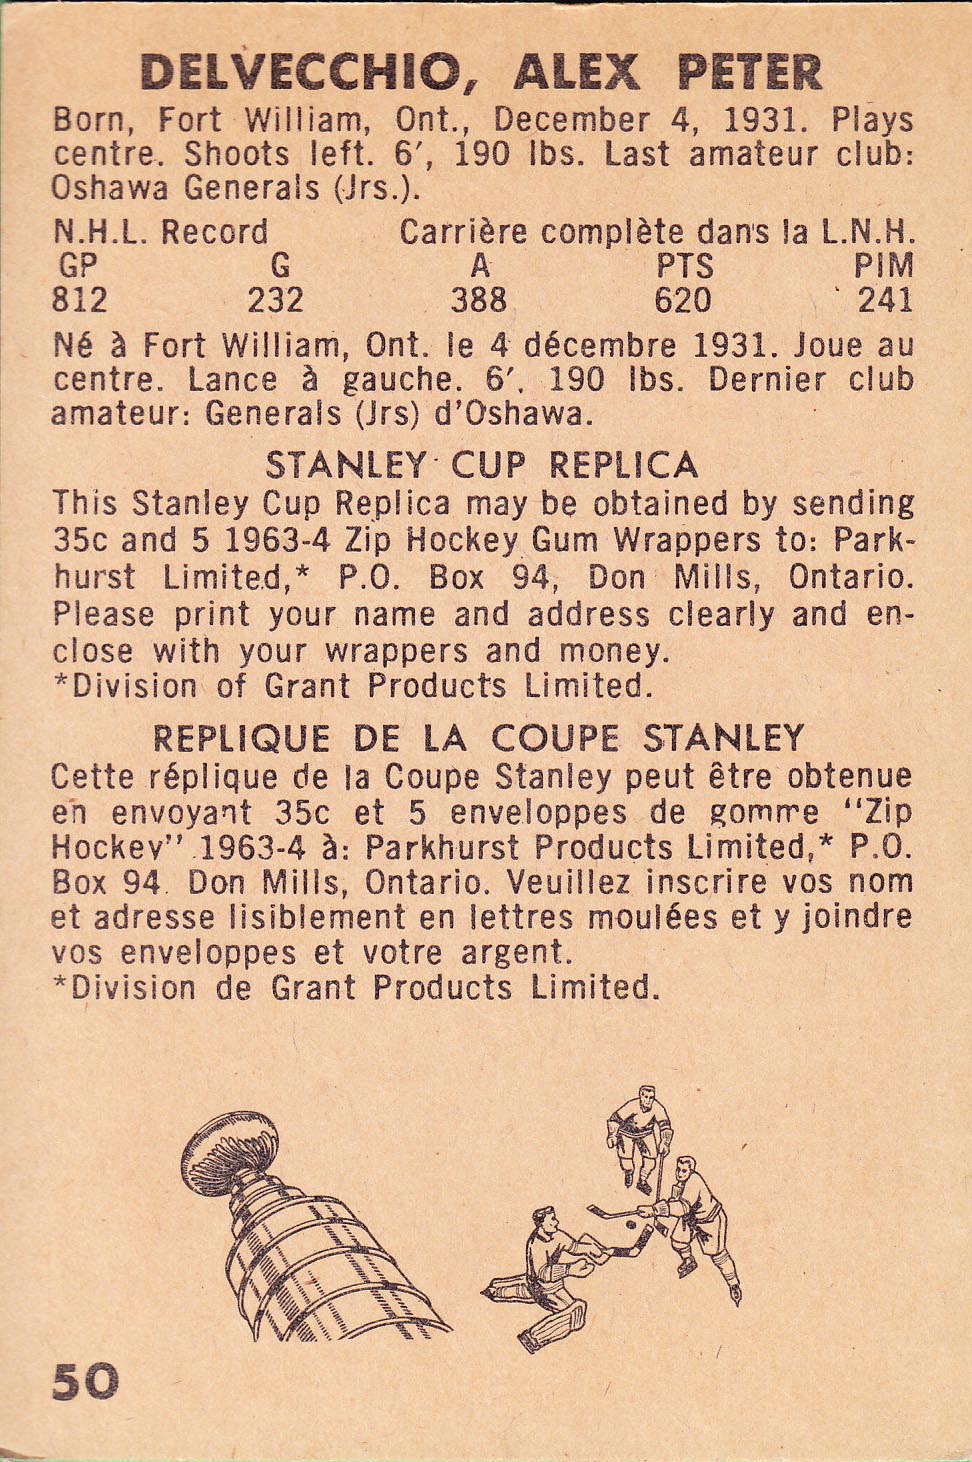 DELVECCHIO, ALEX PETER
Born, Fort William, Ont., December 4, 1931. Plays
centre. Shoots left. 6′, 190 lbs. Last amateur club:
Oshawa Generals (Jrs.).
N.H.L. Record Carrière complète dans la L.N.H.
GP G A PTS PIM
812 232 388 620 241
Né à Fort William, Ont. le 4 décembre 1931. Joue au
centre. Lance à gauche. 6′, 190 lbs. Dernier club
amateur: Generals (Jrs) d'Oshawa.
STANLEY CUP REPLICA
This Stanley Cup Replica may be obtained by sending
35c and 5 1963-4 Zip Hockey Gum Wrappers to: Park-
hurst Limited,* P.O. Box 94, Don Mills, Ontario.
Please print your name and address clearly and en-
close with your wrappers and money.
*Division of Grant Products Limited.
REPLIQUE DE LA COUPE STANLEY
Cette réplique de la Coupe Stanley peut être obtenue
en envoyant 35c et 5 enveloppes de gomme "Zip
Hockey" 1963-4 à: Parkhurst Products Limited,* P.O.
Box 94. Don Mills, Ontario. Veuillez inscrire vos nom
et adresse lisiblement en lettres moulées et y joindre
vos enveloppes et votre argent.
*Division de Grant Products Limited.
50